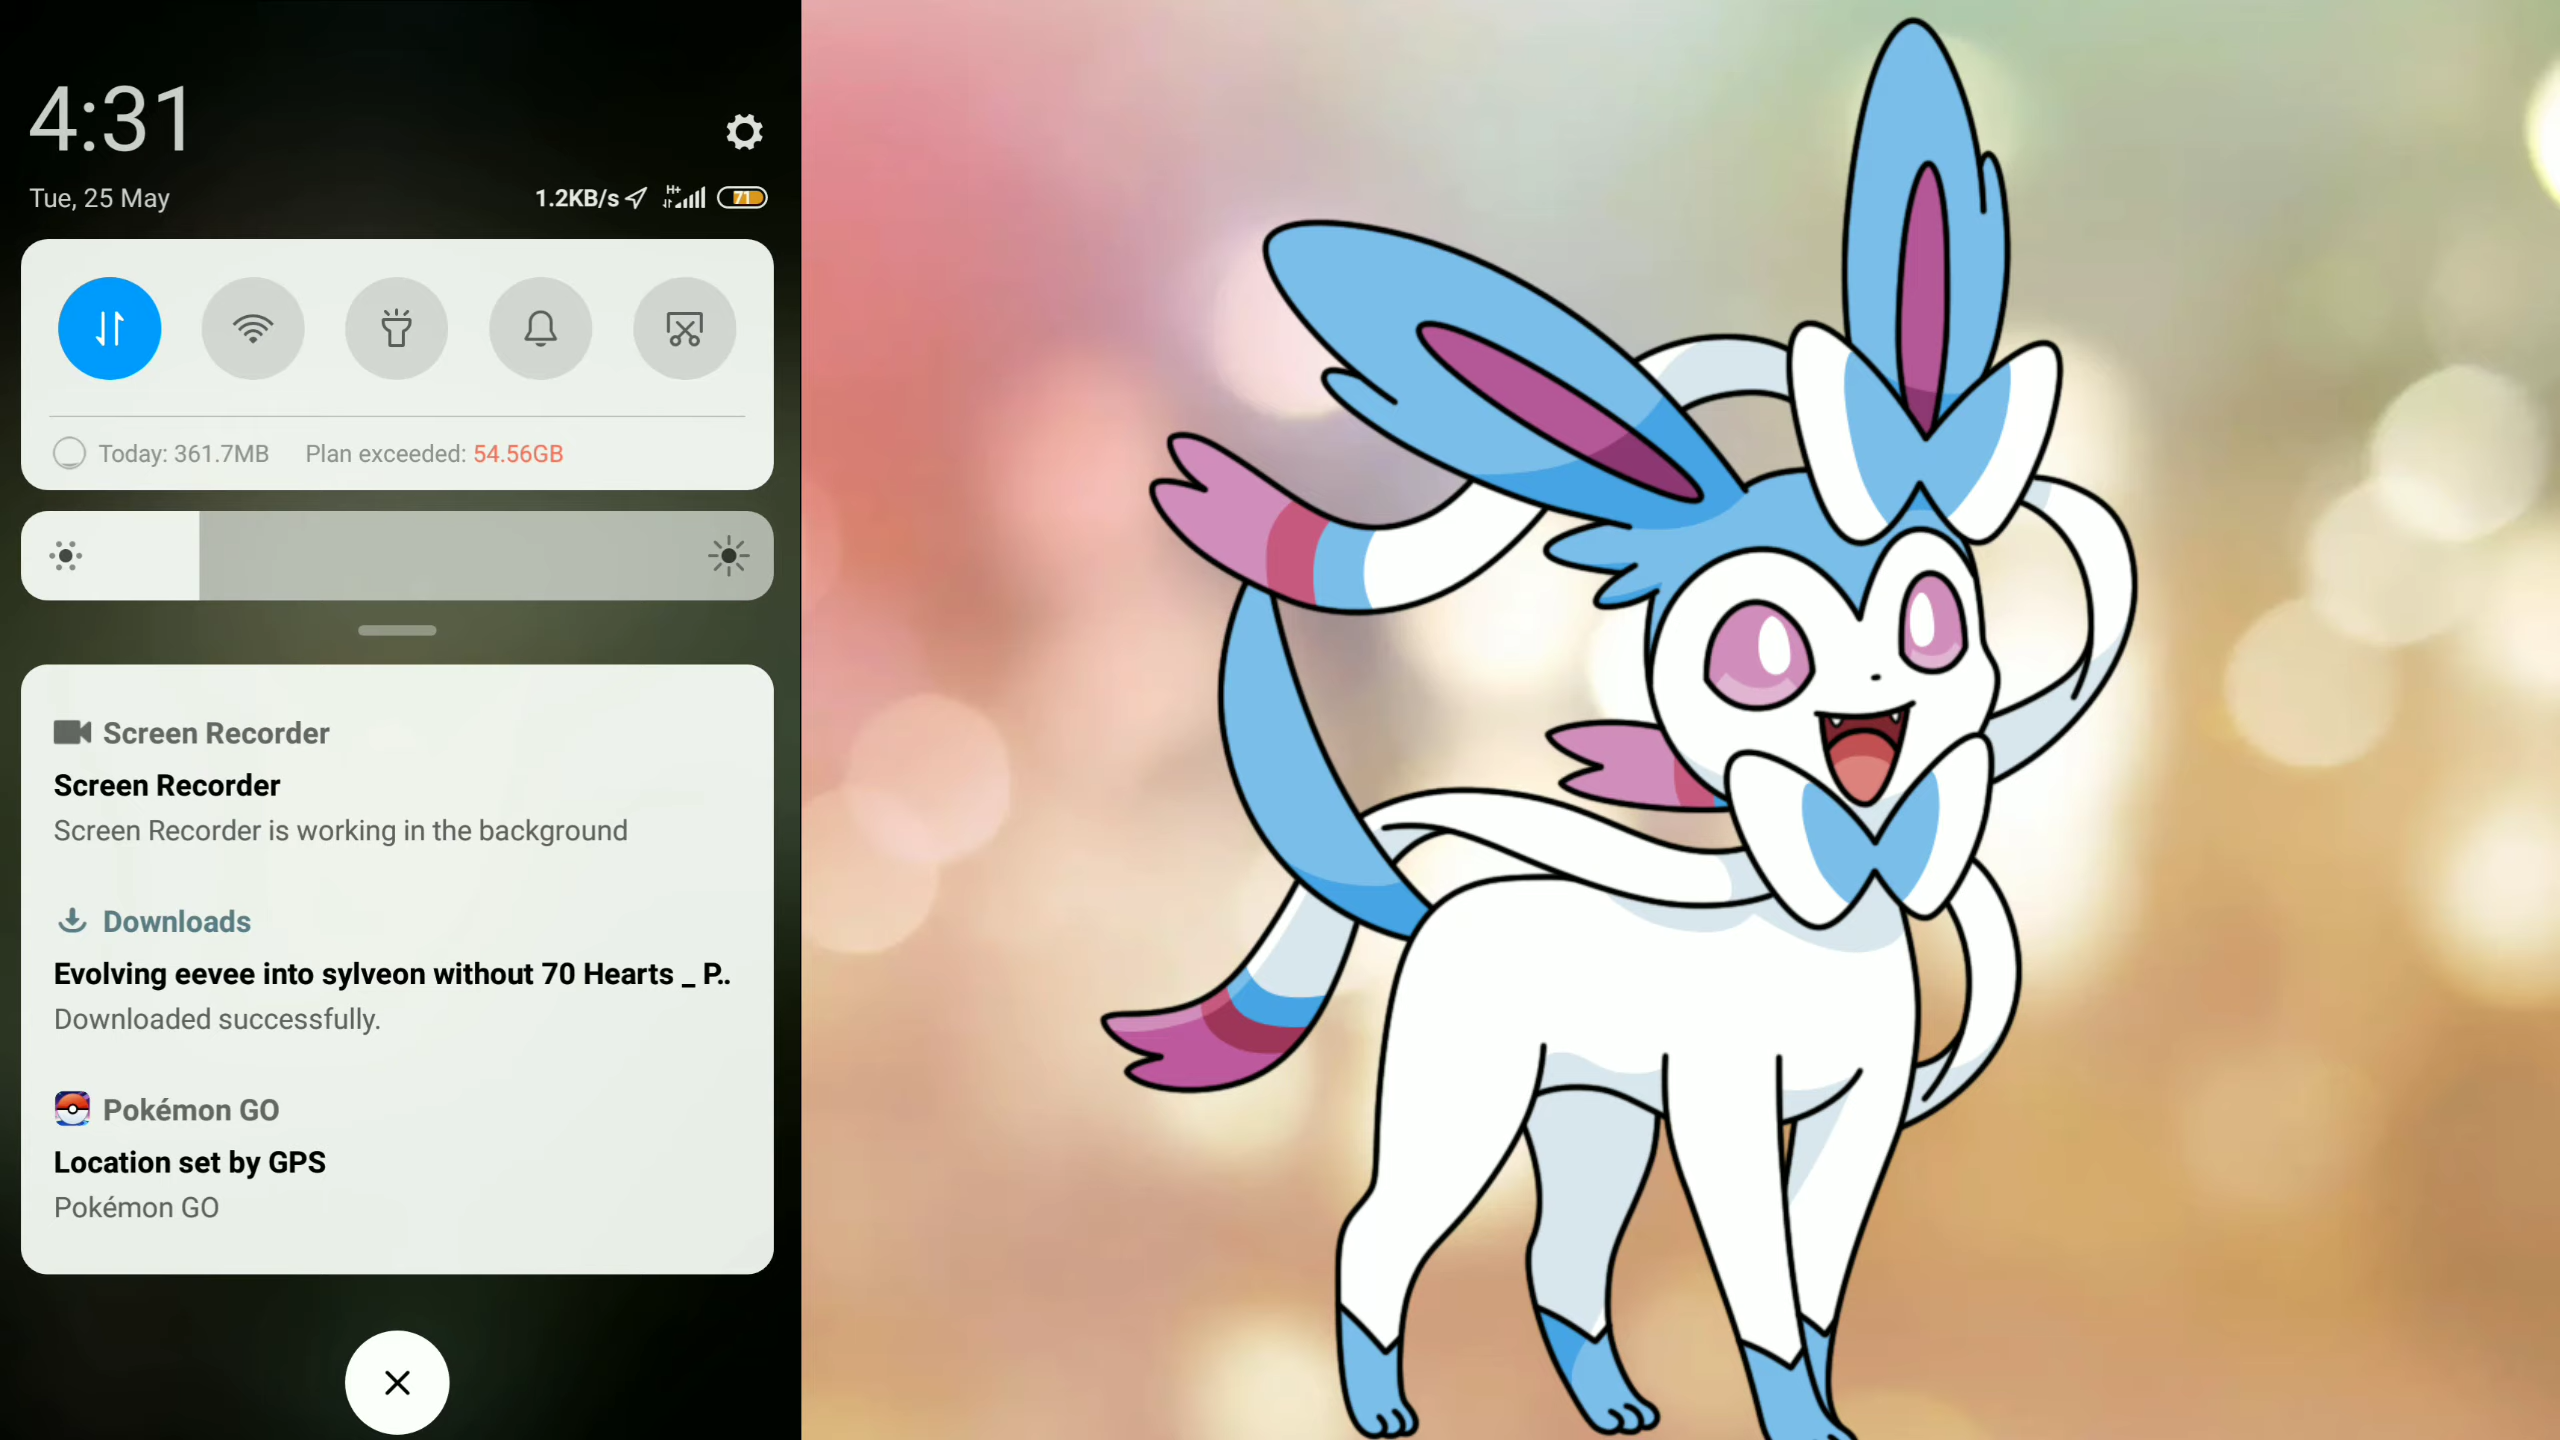 4:31
Tue, 25 May
1.2KB/s H+ 71
Today: 361.7MB Plan exceeded: 54.56GB
Screen Recorder
Screen Recorder
Screen Recorder is working in the background
Downloads
Evolving eevee into sylveon without 70 Hearts _ P..
Downloaded successfully.
Pokémon GO
Location set by GPS
Pokémon GO